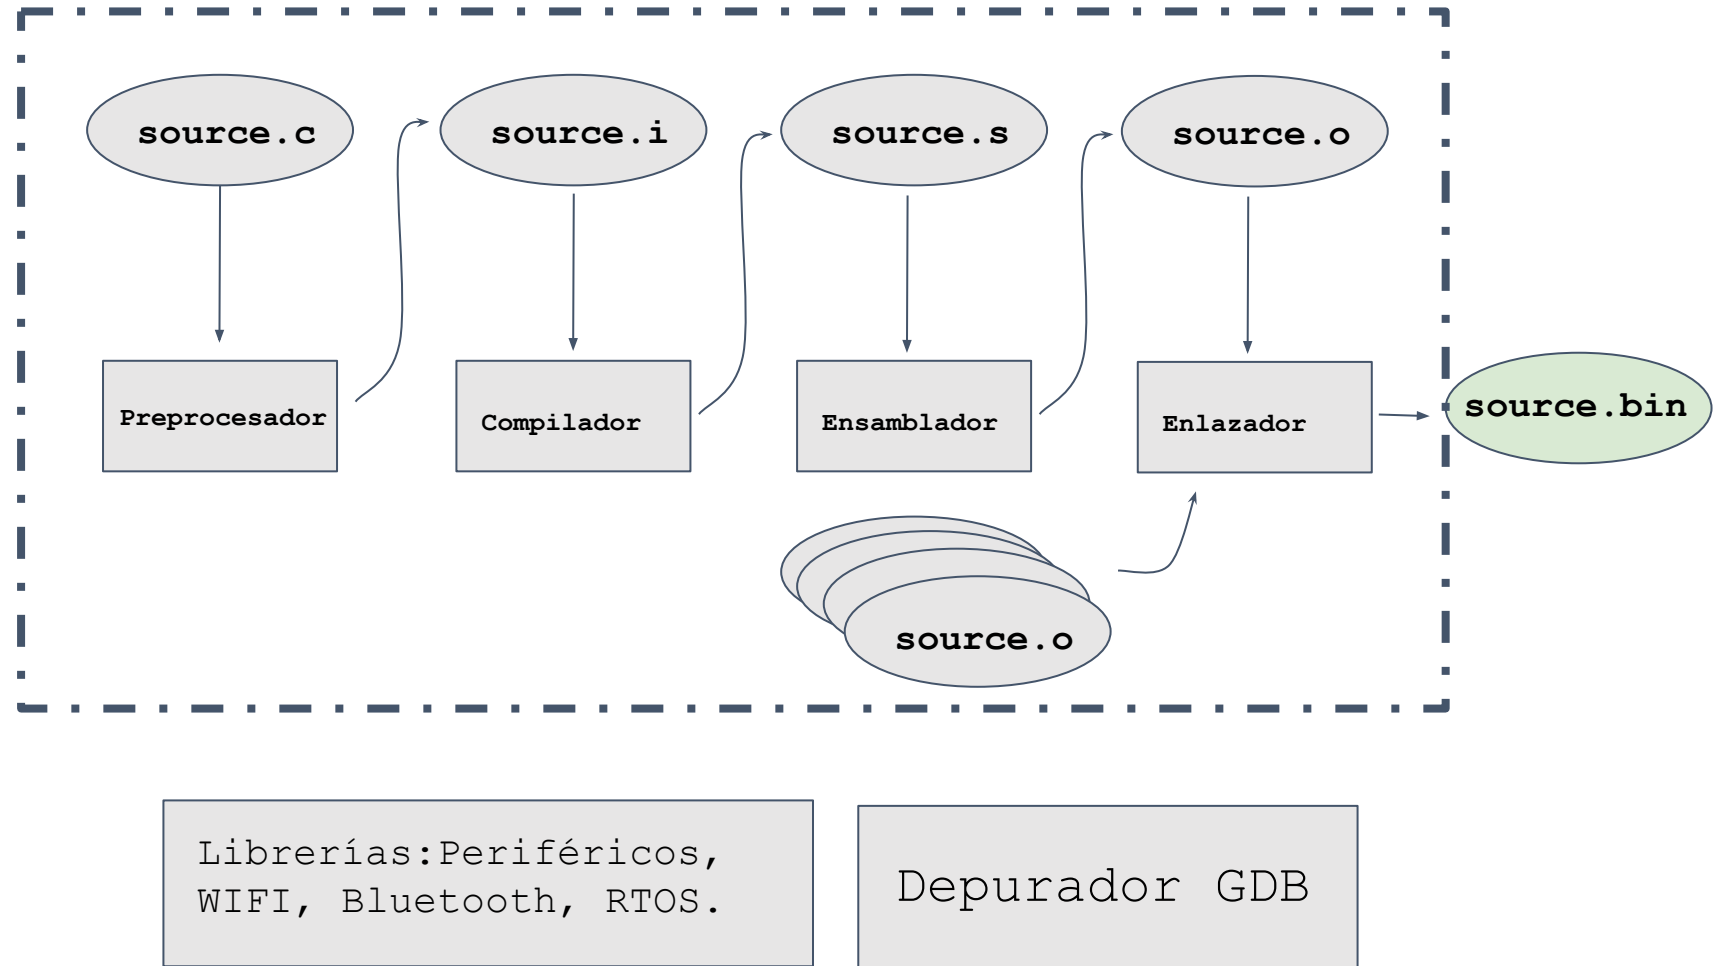 source.c
source.i
source.s
source.o
Preprocesador
Compilador
Ensamblador
Enlazador
source.bin
source.o
Librerías:Periféricos,
WIFI, Bluetooth, RTOS.
Depurador GDB